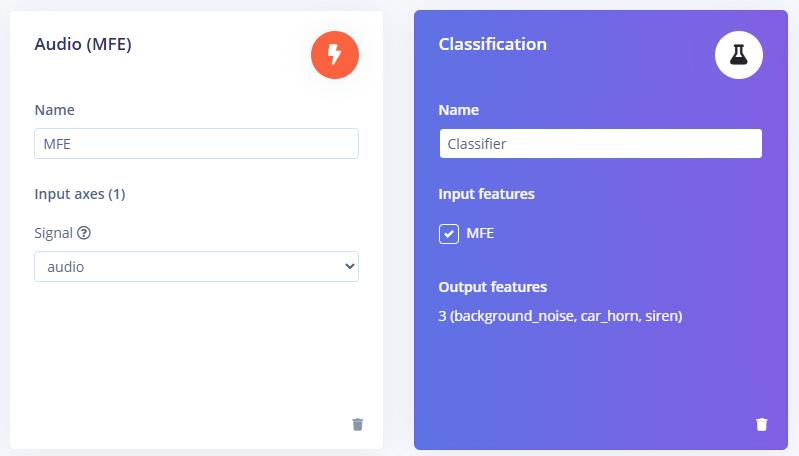 Audio (MFE)
Name
MFE
Input axes (1)
Signal
audio
Classification
Name
Classifier
Input features
MFE
Output features
3 (background_noise, car_horn, siren)